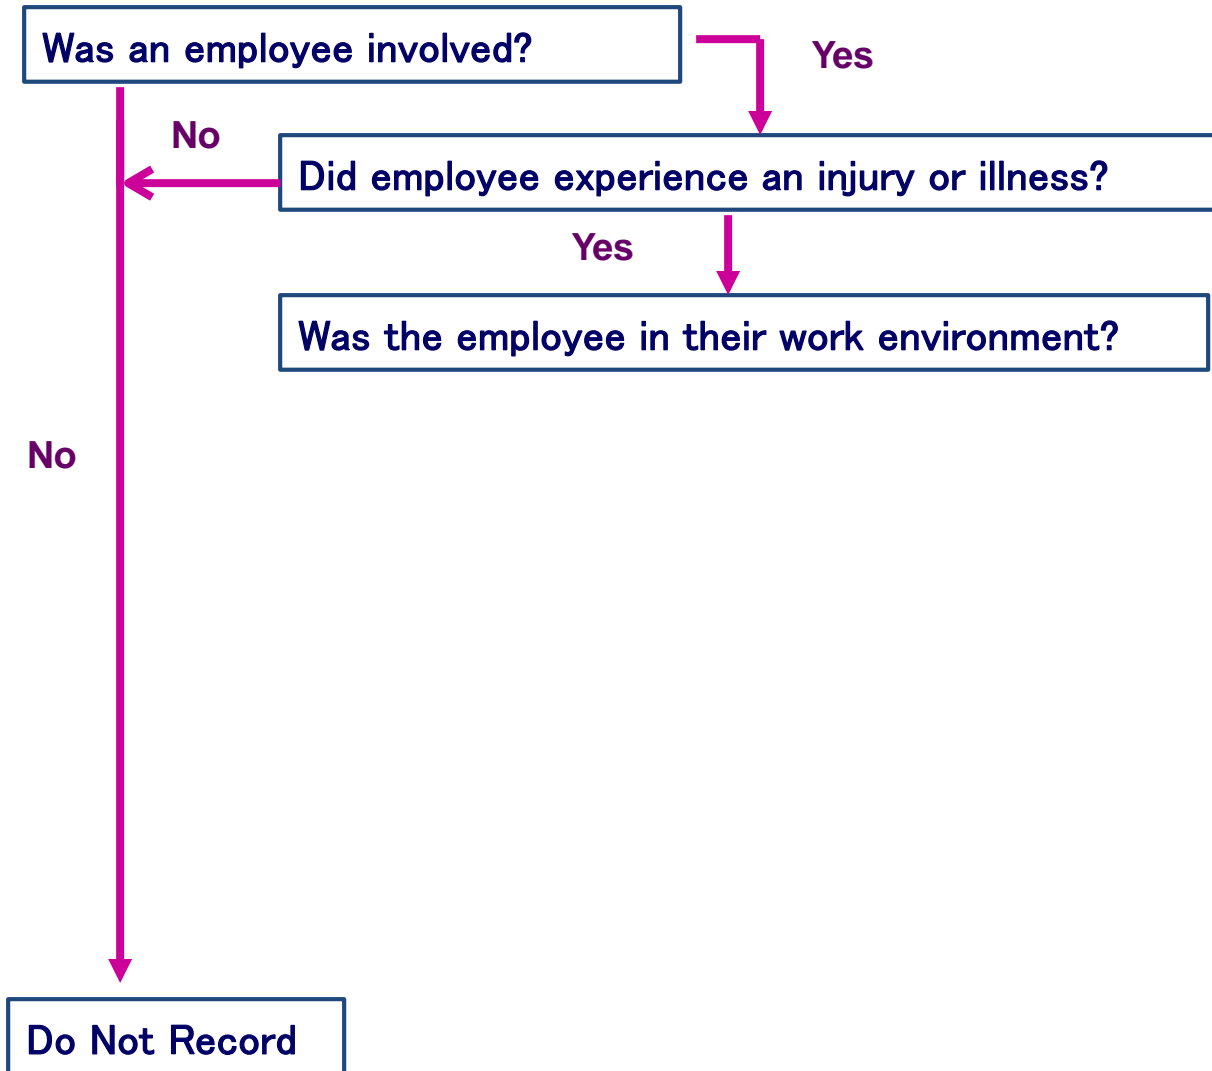 Was an employee involved?
Yes
No
Did employee experience an injury or illness?
Yes
Was the employee in their work environment?
No
Do Not Record